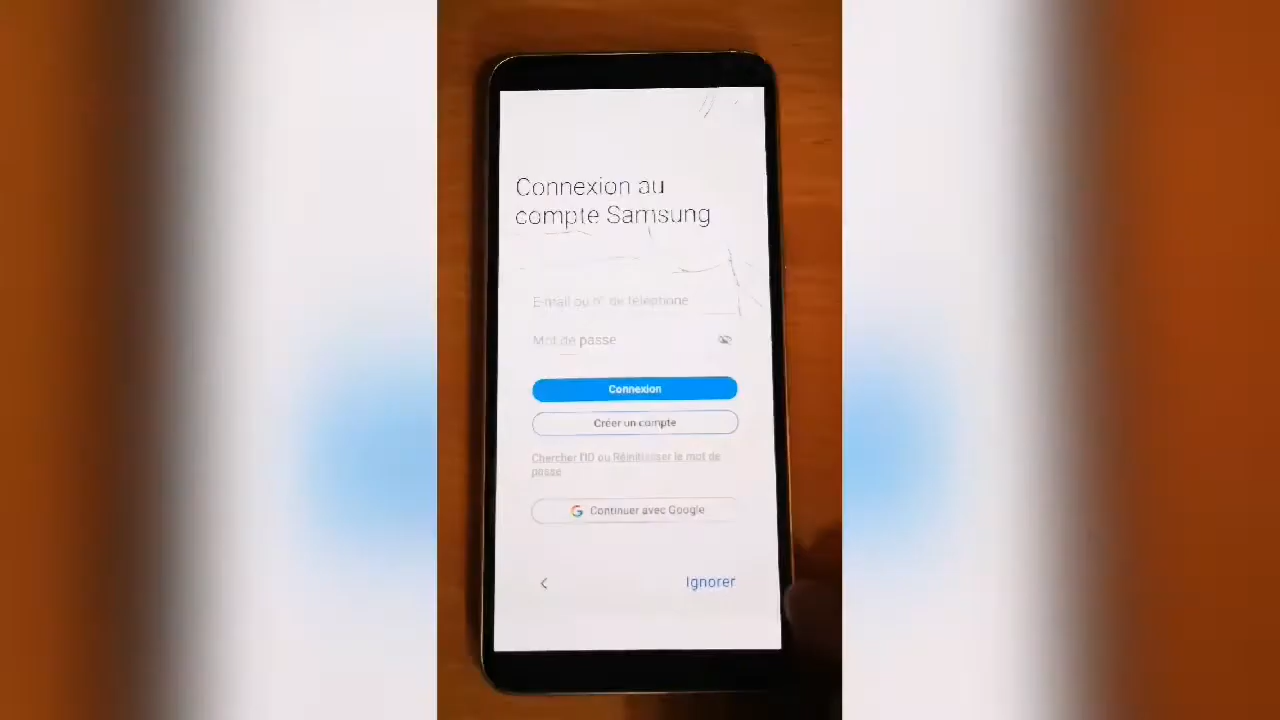 Connexion au
compte Samsung
E-mail ou n° de téléphone
Mot de passe
Connexion
Créer un compte
Chercher l'ID ou Réinitialiser le mot de
passe
Continuer avec Google
Ignorer